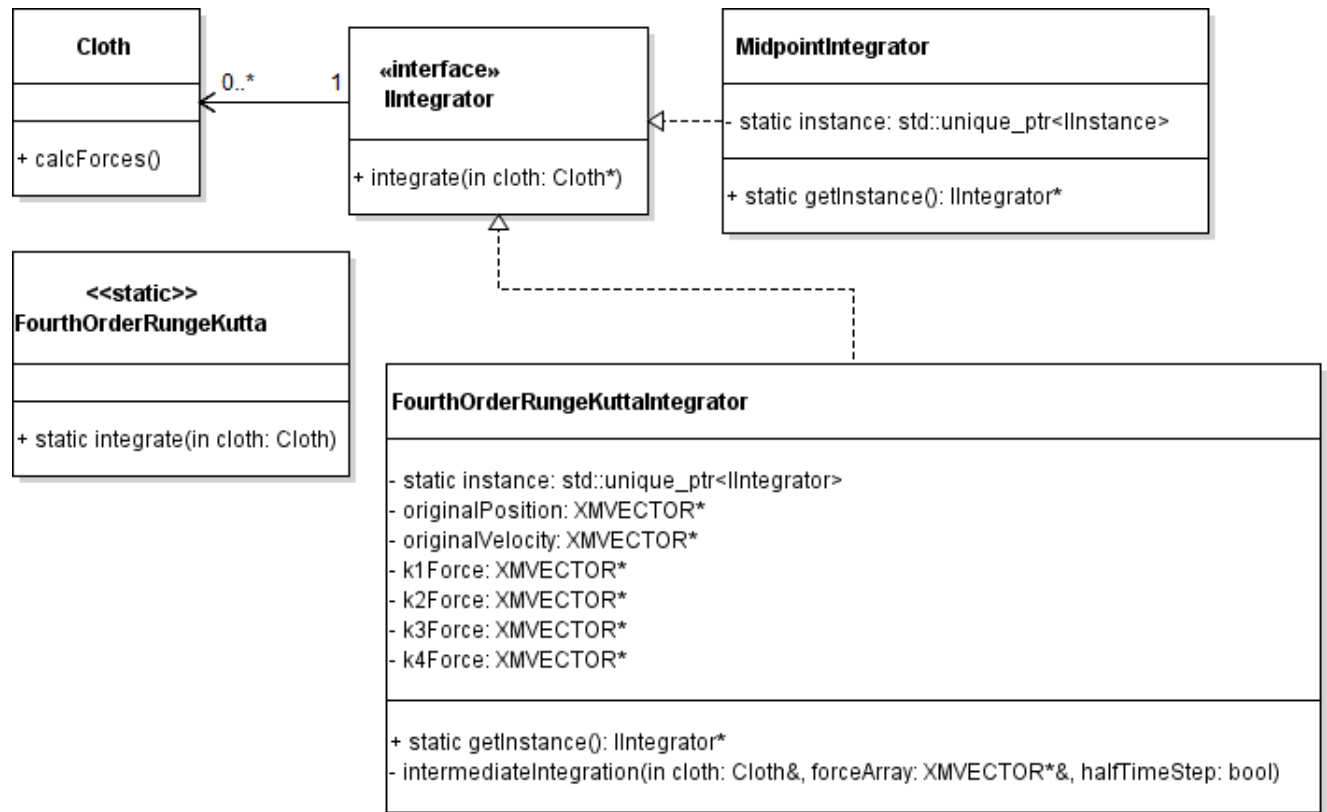 Cloth
+ calcForces()
0..*
1
«interface»
IIntegrator
+ integrate(in cloth: Cloth*)
MidpointIntegrator
- static instance: std::unique_ptr<IInstance>
+ static getInstance(): IIntegrator*
<<static>>
FourthOrderRungeKutta
+ static integrate(in cloth: Cloth)
FourthOrderRungeKuttaIntegrator
- static instance: std::unique_ptr<IIntegrator>
- originalPosition: XMVECTOR*
- originalVelocity: XMVECTOR*
- k1Force: XMVECTOR*
- k2Force: XMVECTOR*
- k3Force: XMVECTOR*
- k4Force: XMVECTOR*
+ static getInstance(): IIntegrator*
- intermediateIntegration(in cloth: Cloth&, forceArray: XMVECTOR*&, halfTimeStep: bool)